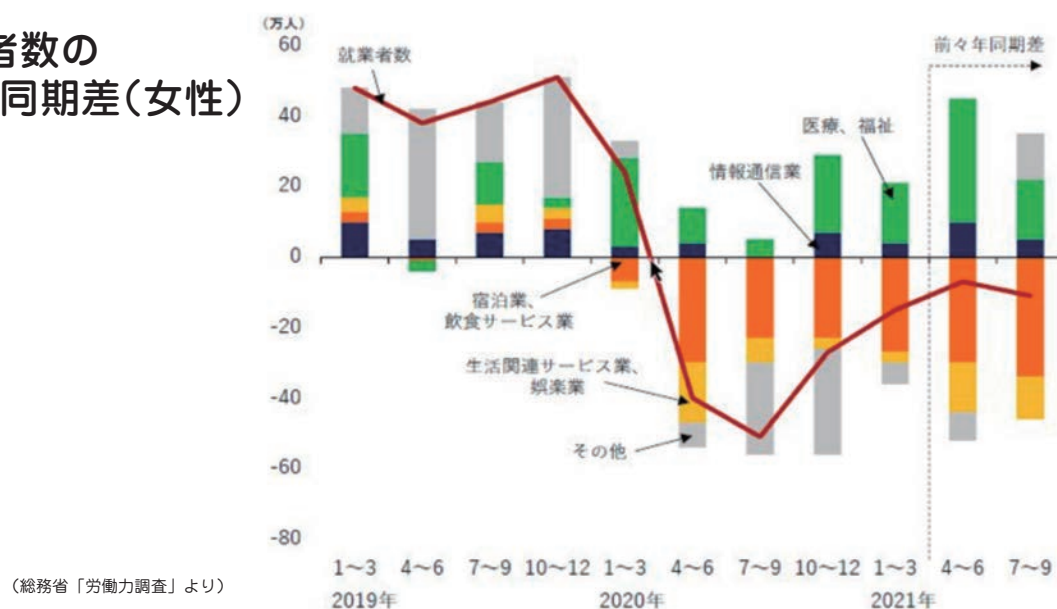 者数の
同期差(女性)
(万人)
60
40
20
0
-20
-40
-60
-80
就業者数
前々年同期差
医療、福祉
情報通信業
宿泊業、
飲食サービス業
生活関連サービス業、
娯楽業
その他
1～3 4～6 7～9 10～12 1～3 4～6 7～9 10～12 1～3 4～6 7～9
2019年 2020年 2021年
(総務省「労働力調査」より)